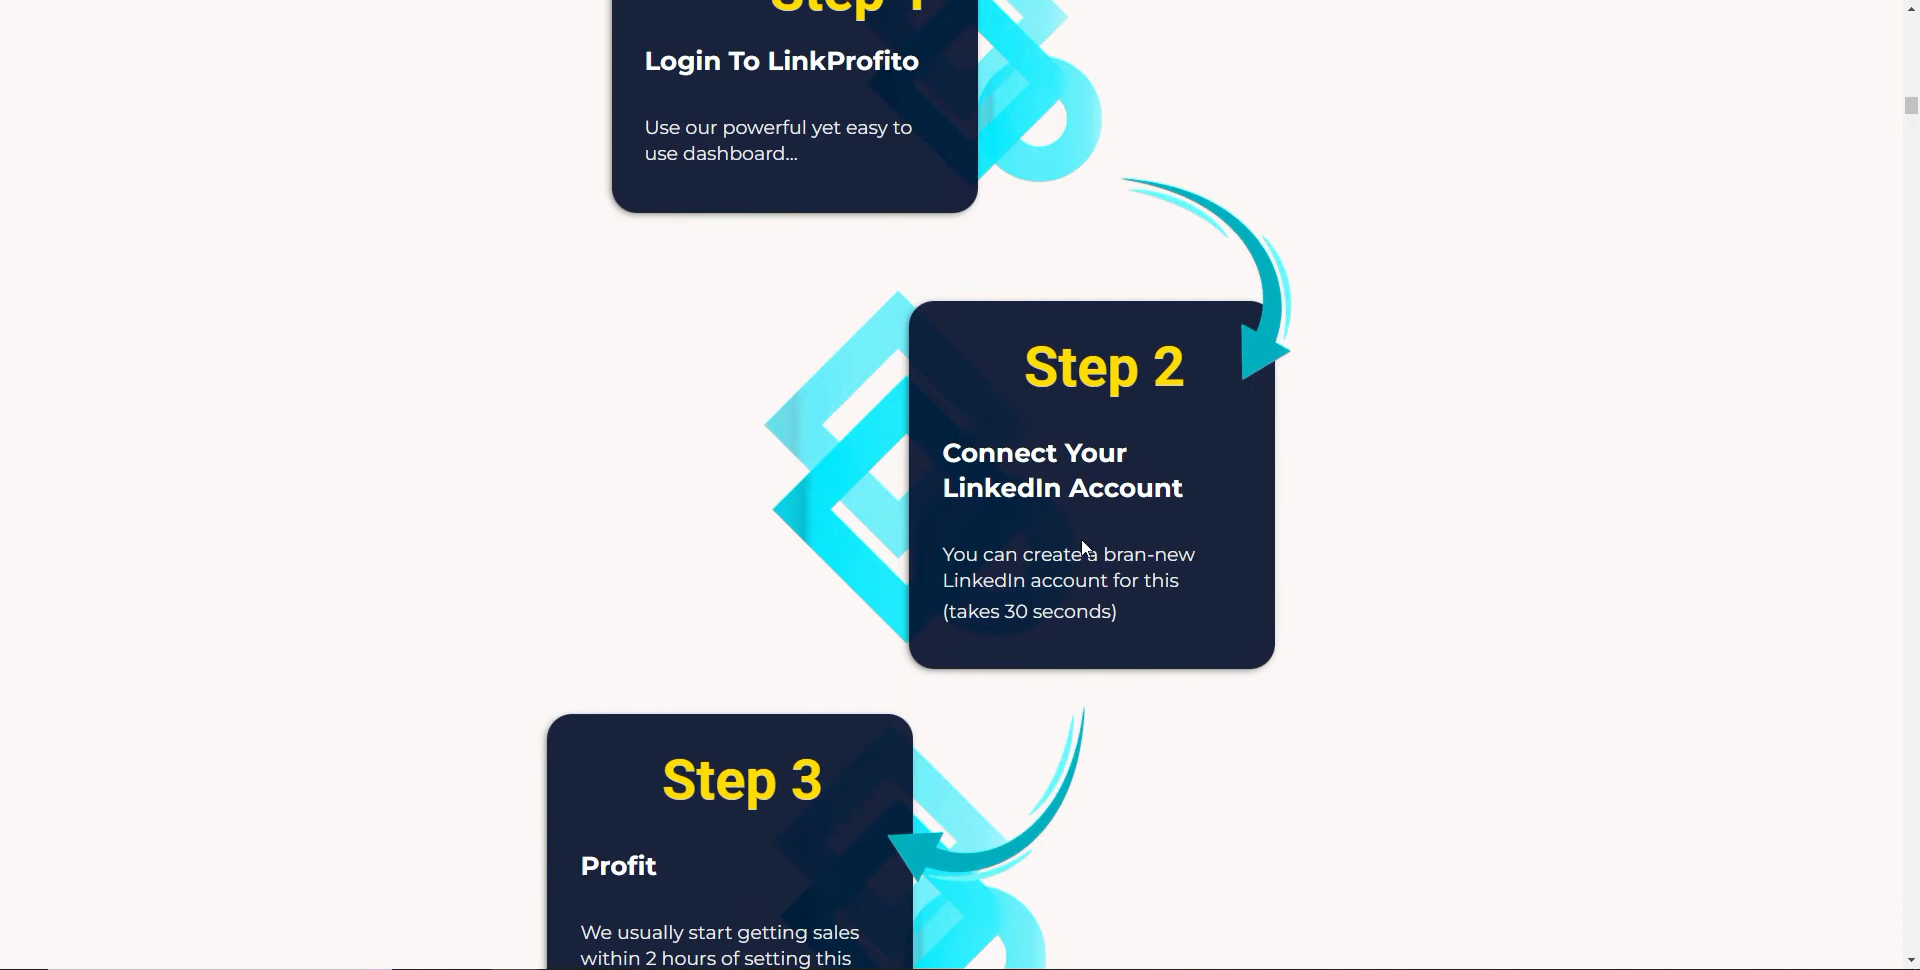 Step 1
Login To LinkProfito
Use our powerful yet easy to
use dashboard...
Step 2
Connect Your
LinkedIn Account
You can create a bran-new
LinkedIn account for this
(takes 30 seconds)
Step 3
Profit
We usually start getting sales
within 2 hours of setting this